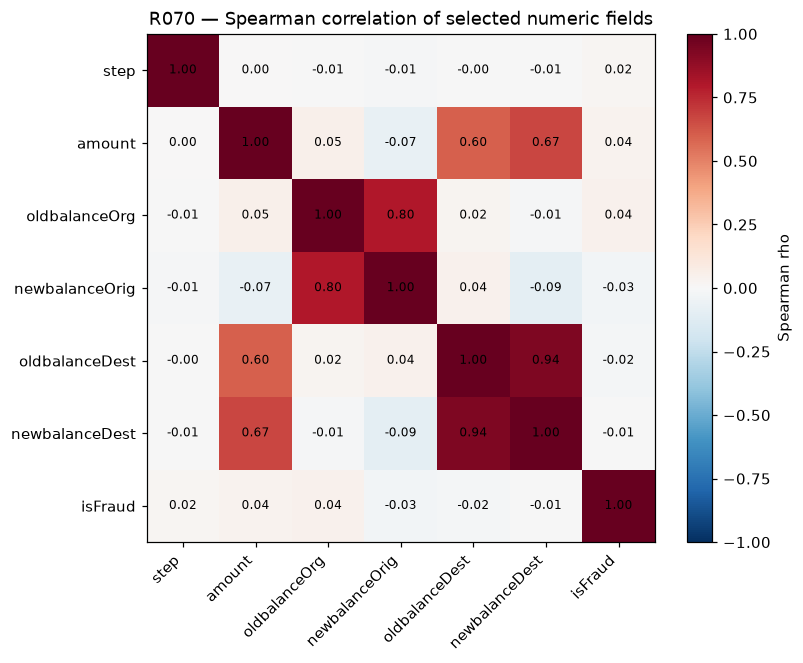 R070 — Spearman correlation of selected numeric fields
step 1.00 0.00 -0.01 -0.01 -0.00 -0.01 0.02
amount 0.00 1.00 0.05 -0.07 0.60 0.67 0.04
oldbalanceOrg -0.01 0.05 1.00 0.80 0.02 -0.01 0.04
newbalanceOrig -0.01 -0.07 0.80 1.00 0.04 -0.09 -0.03
oldbalanceDest -0.00 0.60 0.02 0.04 1.00 0.94 -0.02
newbalanceDest -0.01 0.67 -0.01 -0.09 0.94 1.00 -0.01
isFraud 0.02 0.04 0.04 -0.03 -0.02 -0.01 1.00
step
amount
oldbalanceOrg
newbalanceOrig
oldbalanceDest
newbalanceDest
isFraud
1.00
0.75
0.50
0.25
0.00
−0.25
−0.50
−0.75
−1.00
Spearman rho